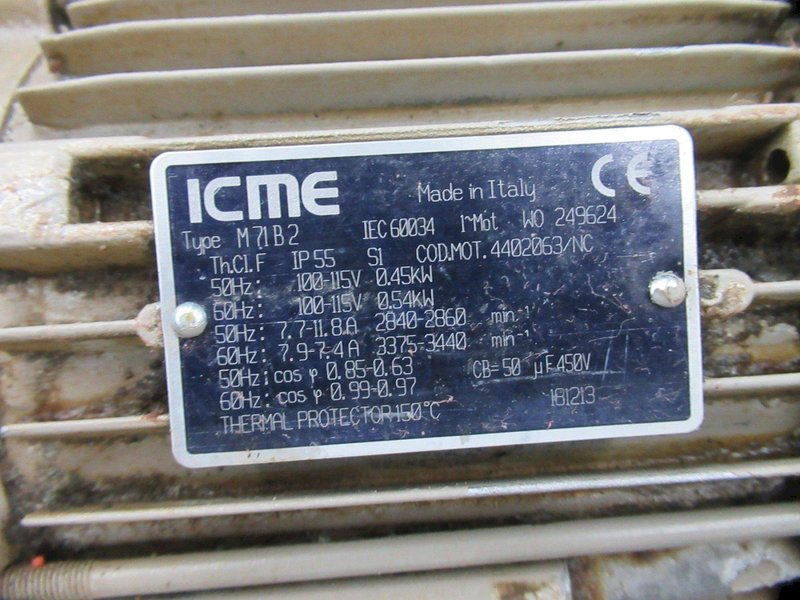 ICME Made in Italy CE
Type M 71 B 2 IEC 60034 1~Mot WO 249624
Th.Cl.F IP 55 S1 COD.MOT. 4402063/NC
50Hz: 100-115V 0.45KW
60Hz: 100-115V 0.54KW
50Hz: 7.7-11.8 A 2840-2860 min⁻¹
60Hz: 7.9-7.4 A 3375-3440 min⁻¹
50Hz: cos φ 0.85-0.63 CB=50 µF 450V
60Hz: cos φ 0.99-0.97
THERMAL PROTECTOR 150°C 181213